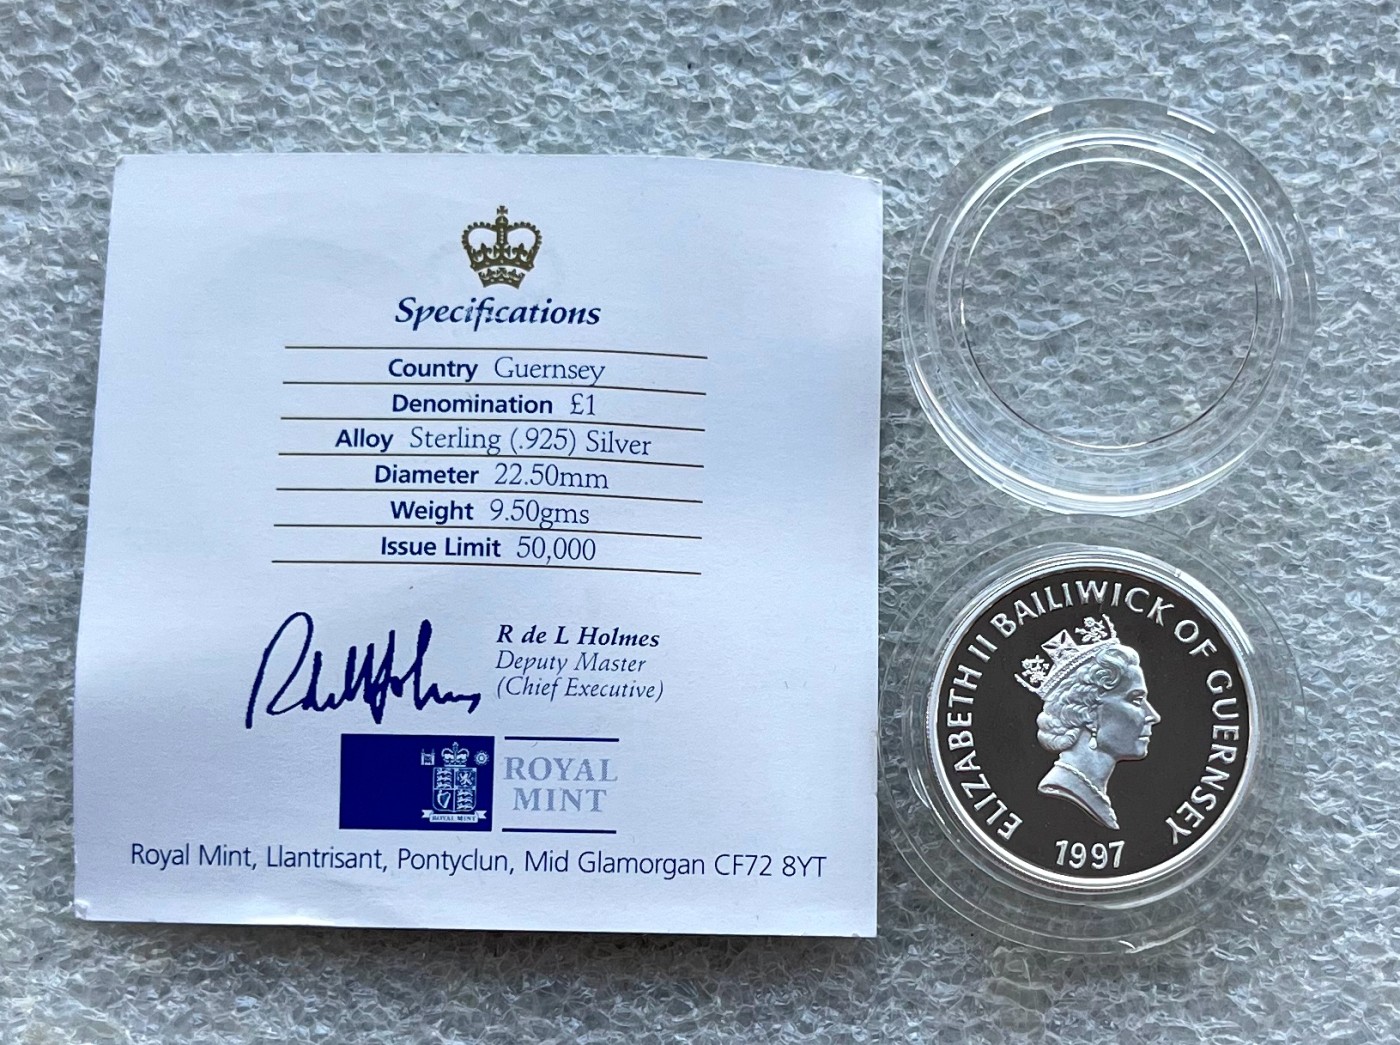 Specifications
Country Guernsey
Denomination £1
Alloy Sterling (.925) Silver
Diameter 22.50mm
Weight 9.50gms
Issue Limit 50,000
R de L Holmes
Deputy Master
(Chief Executive)
ROYAL MINT
ROYAL
MINT
Royal Mint, Llantrisant, Pontyclun, Mid Glamorgan CF72 8YT
ELIZABETH II BAILIWICK OF GUERNSEY
1997